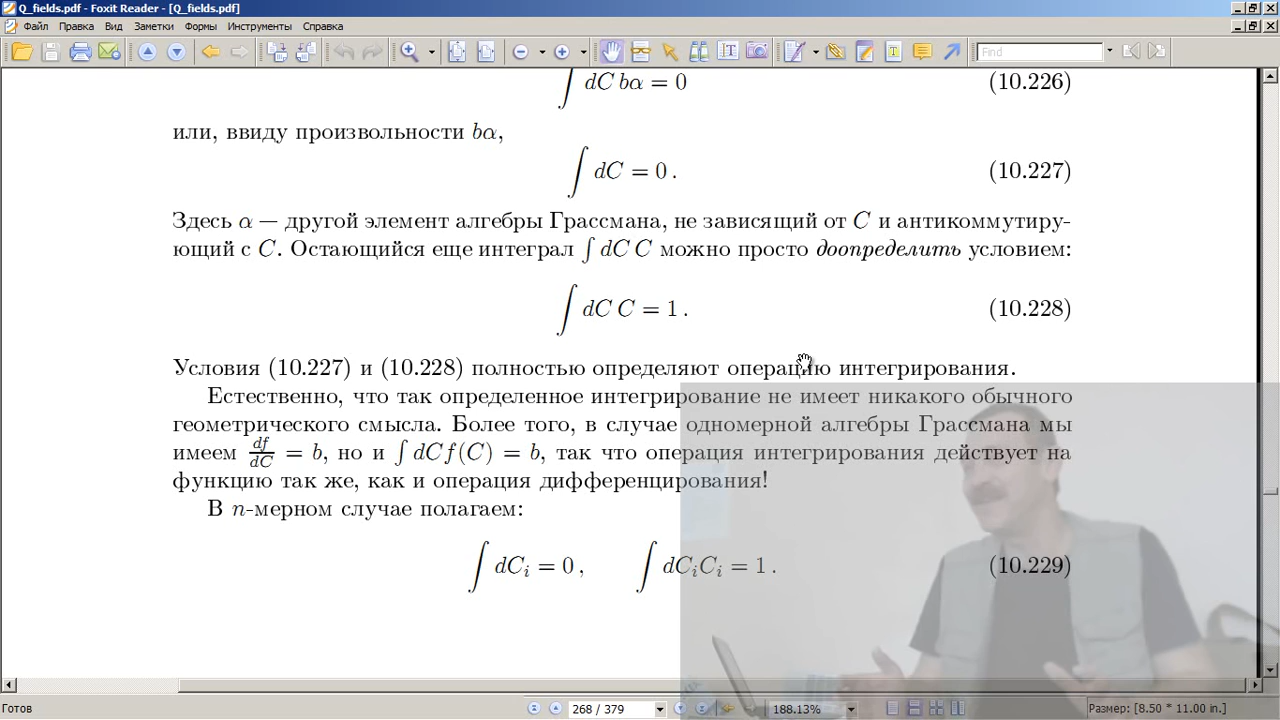 Q_fields.pdf - Foxit Reader - [Q_fields.pdf]
Файл Правка Вид Заметки Формы Инструменты Справка
Find
∫ dC bα = 0 (10.226)
или, ввиду произвольности bα,
∫ dC = 0 . (10.227)
Здесь α — другой элемент алгебры Грассмана, не зависящий от C и антикоммутиру-
ющий с C. Остающийся еще интеграл ∫ dC C можно просто доопределить условием:
∫ dC C = 1 . (10.228)
Условия (10.227) и (10.228) полностью определяют операцию интегрирования.
Естественно, что так определенное интегрирование не имеет никакого обычного
геометрического смысла. Более того, в случае одномерной алгебры Грассмана мы
имеем df/dC = b, но и ∫ dCf(C) = b, так что операция интегрирования действует на
функцию так же, как и операция дифференцирования!
В n-мерном случае полагаем:
∫ dCᵢ = 0 , ∫ dCᵢCᵢ = 1 . (10.229)
Готов 268 / 379 188.13% Размер: [8.50 * 11.00 in.]